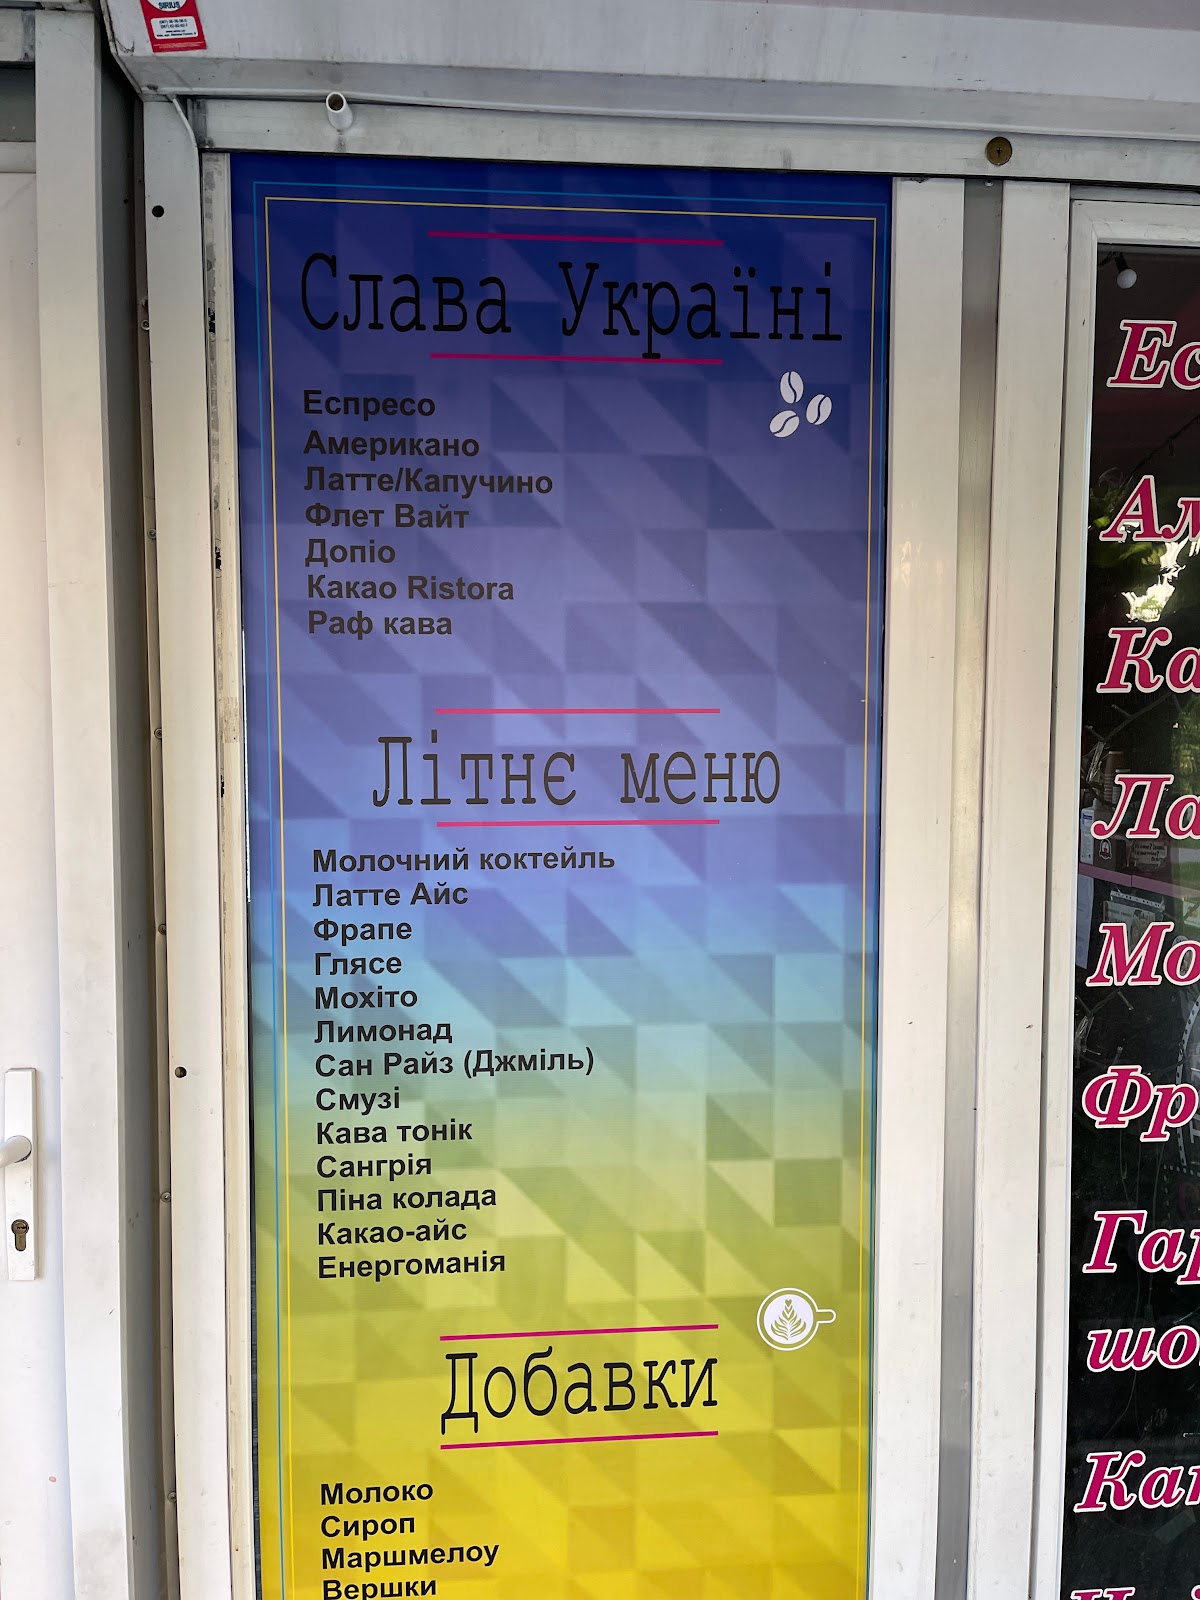 SIRIUS
Слава Україні
Еспресо
Американо
Латте/Капучино
Флет Вайт
Допіо
Какао Ristora
Раф кава
Літнє меню
Молочний коктейль
Латте Айс
Фрапе
Глясе
Мохіто
Лимонад
Сан Райз (Джміль)
Смузі
Кава тонік
Сангрія
Піна колада
Какао-айс
Енергоманія
Добавки
Молоко
Сироп
Маршмелоу
Вершки
Ес
Ам
Ка
Ла
Мо
Фр
Гар
шо
Как